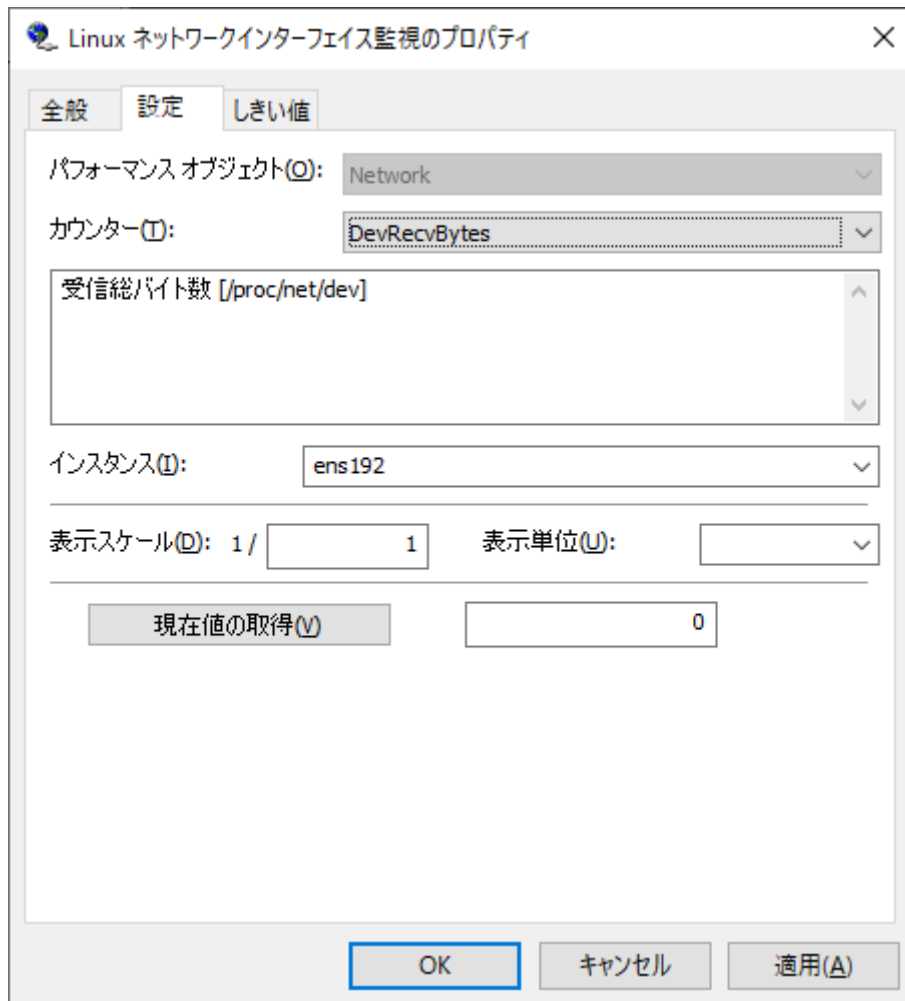 Linux ネットワークインターフェイス監視のプロパティ
全般 設定 しきい値
パフォーマンス オブジェクト(O): Network
カウンター(T): DevRecvBytes
受信総バイト数 [/proc/net/dev]
インスタンス(I): ens192
表示スケール(D): 1 / 1 表示単位(U):
現在値の取得(V) 0
OK キャンセル 適用(A)